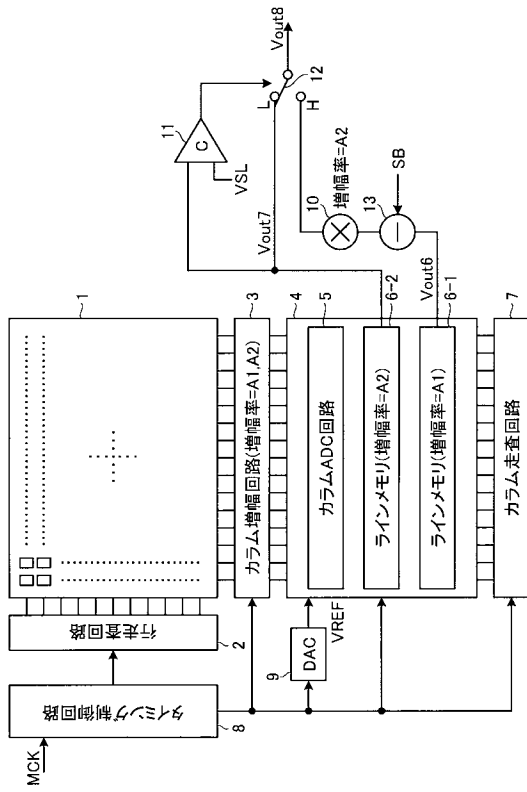 MCK
タイミング制御回路
8
行走査回路
2
1
カラム増幅回路(増幅率=A1,A2)
3
4
カラムADC回路
5
ラインメモリ(増幅率=A2)
6-2
ラインメモリ(増幅率=A1)
6-1
カラム走査回路
7
DAC
9
VREF
Vout6
Vout7
SB
13
増幅率=A2
10
VSL
C
11
L
H
12
Vout8